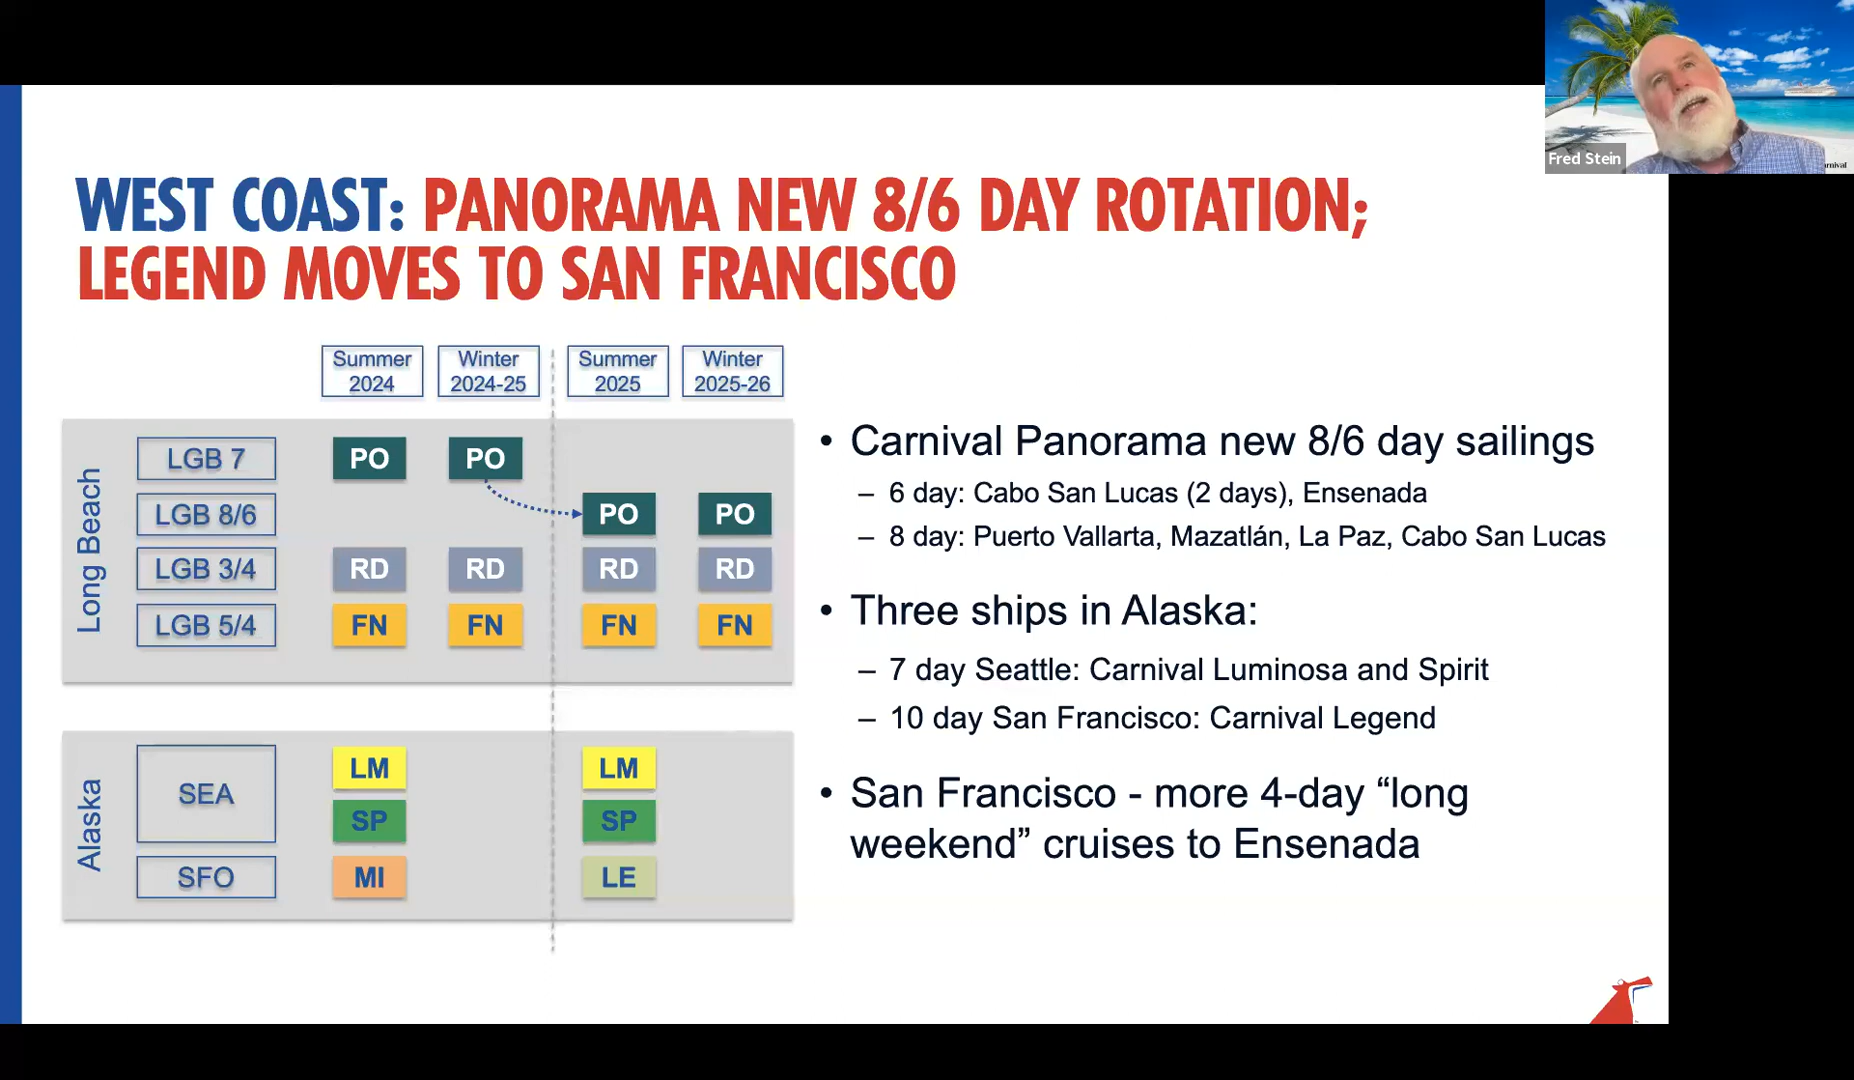 Fred Stein
rnival
WEST COAST: PANORAMA NEW 8/6 DAY ROTATION;
LEGEND MOVES TO SAN FRANCISCO
Summer 2024
Winter 2024-25
Summer 2025
Winter 2025-26
Long Beach
LGB 7
PO
PO
LGB 8/6
PO
PO
LGB 3/4
RD
RD
RD
RD
LGB 5/4
FN
FN
FN
FN
Alaska
SEA
LM
LM
SP
SP
SFO
MI
LE
• Carnival Panorama new 8/6 day sailings
– 6 day: Cabo San Lucas (2 days), Ensenada
– 8 day: Puerto Vallarta, Mazatlán, La Paz, Cabo San Lucas
• Three ships in Alaska:
– 7 day Seattle: Carnival Luminosa and Spirit
– 10 day San Francisco: Carnival Legend
• San Francisco - more 4-day “long
weekend” cruises to Ensenada